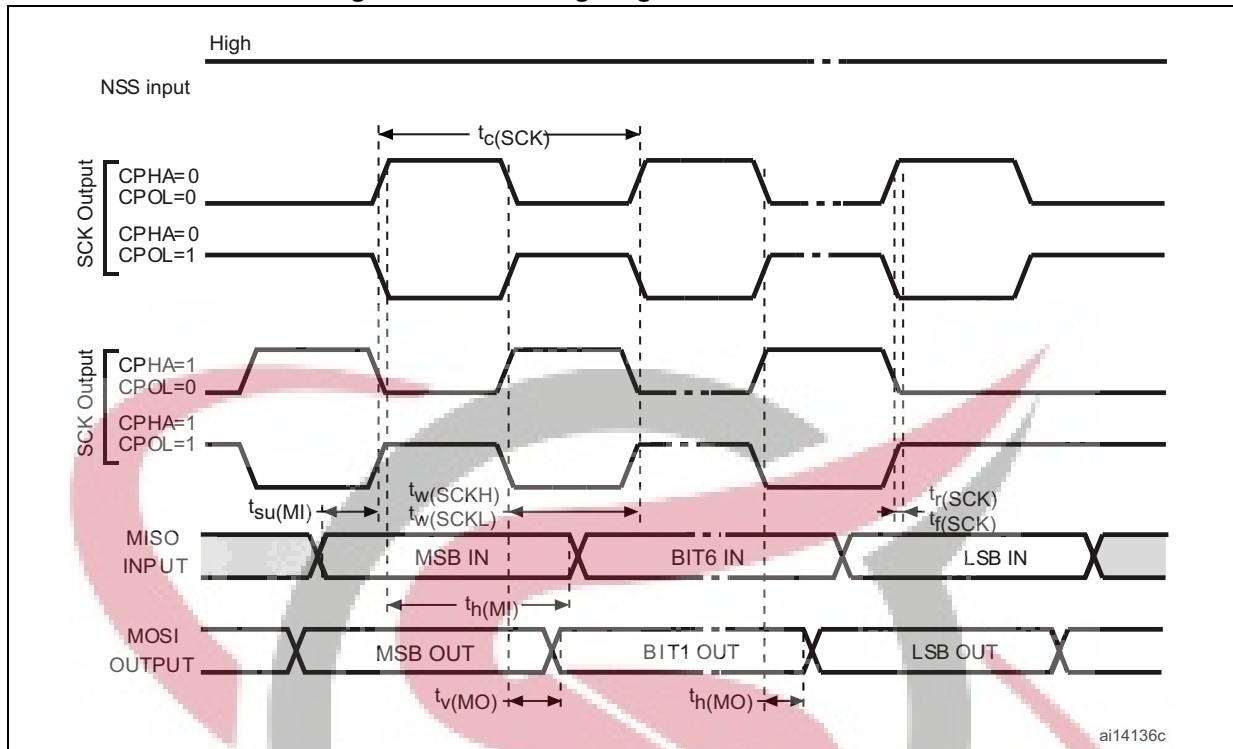 High
NSS input
tc(SCK)
SCK Output
CPHA=0
CPOL=0
CPHA=0
CPOL=1
SCK Output
CPHA=1
CPOL=0
CPHA=1
CPOL=1
tsu(MI)
tw(SCKH)
tw(SCKL)
tr(SCK)
tf(SCK)
MISO
INPUT
MSB IN
BIT6 IN
LSB IN
th(MI)
MOSI
OUTPUT
MSB OUT
BIT1 OUT
LSB OUT
tv(MO)
th(MO)
ai14136c